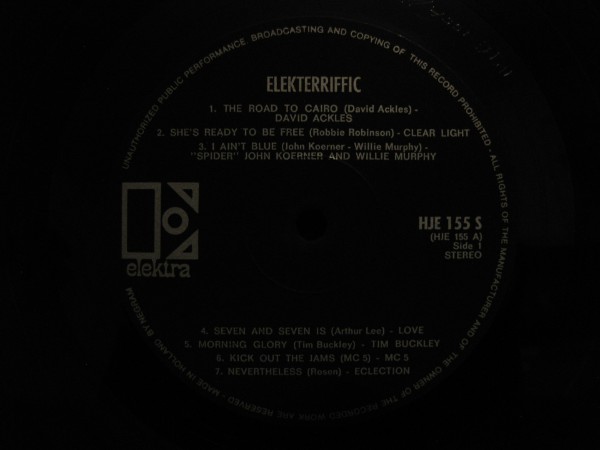 UNAUTHORIZED PUBLIC PERFORMANCE, BROADCASTING AND COPYING OF THIS RECORD PROHIBITED - ALL RIGHTS OF THE MANUFACTURER AND OF THE OWNER OF THE RECORDED WORK ARE RESERVED - MADE IN HOLLAND BY NEGRAM
ELEKTERRIFFIC
1. THE ROAD TO CAIRO (David Ackles) -
DAVID ACKLES
2. SHE'S READY TO BE FREE (Robbie Robinson) - CLEAR LIGHT
3. I AIN'T BLUE (John Koerner - Willie Murphy) -
"SPIDER" JOHN KOERNER AND WILLIE MURPHY
elektra
HJE 155 S
(HJE 155 A)
Side 1
STEREO
4. SEVEN AND SEVEN IS (Arthur Lee) - LOVE
5. MORNING GLORY (Tim Buckley) - TIM BUCKLEY
6. KICK OUT THE JAMS (MC 5) - MC 5
7. NEVERTHELESS (Rosen) - ECLECTION